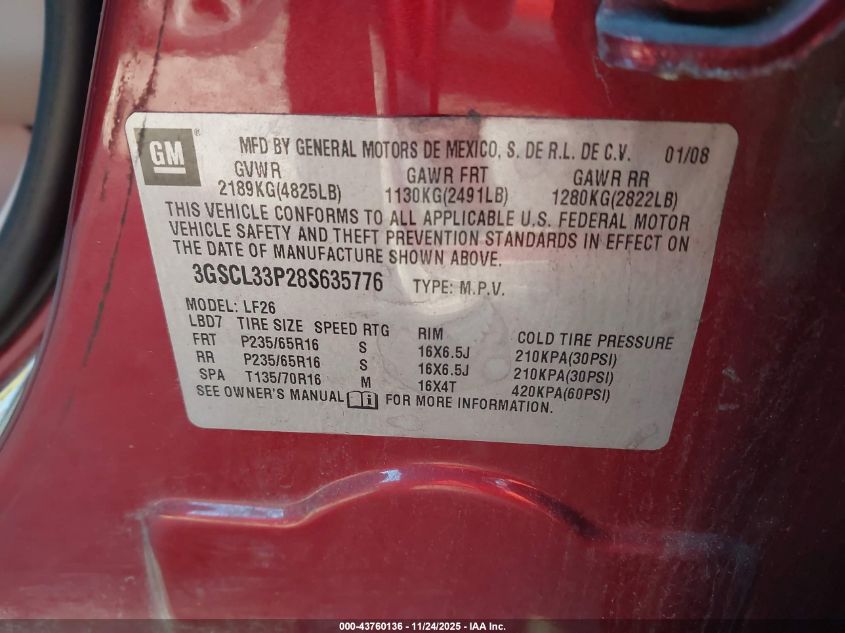 GM ® MFD BY GENERAL MOTORS DE MEXICO, S. DE R.L. DE C.V. 01/08
GVWR GAWR FRT GAWR RR
2189KG(4825LB) 1130KG(2491LB) 1280KG(2822LB)
THIS VEHICLE CONFORMS TO ALL APPLICABLE U.S. FEDERAL MOTOR
VEHICLE SAFETY AND THEFT PREVENTION STANDARDS IN EFFECT ON
THE DATE OF MANUFACTURE SHOWN ABOVE.
3GSCL33P28S635776 TYPE: M.P.V.
MODEL: LF26
LBD7 TIRE SIZE SPEED RTG RIM COLD TIRE PRESSURE
FRT P235/65R16 S 16X6.5J 210KPA(30PSI)
RR P235/65R16 S 16X6.5J 210KPA(30PSI)
SPA T135/70R16 M 16X4T 420KPA(60PSI)
SEE OWNER'S MANUAL i FOR MORE INFORMATION.
000-43760136 - 11/24/2025 - IAA Inc.